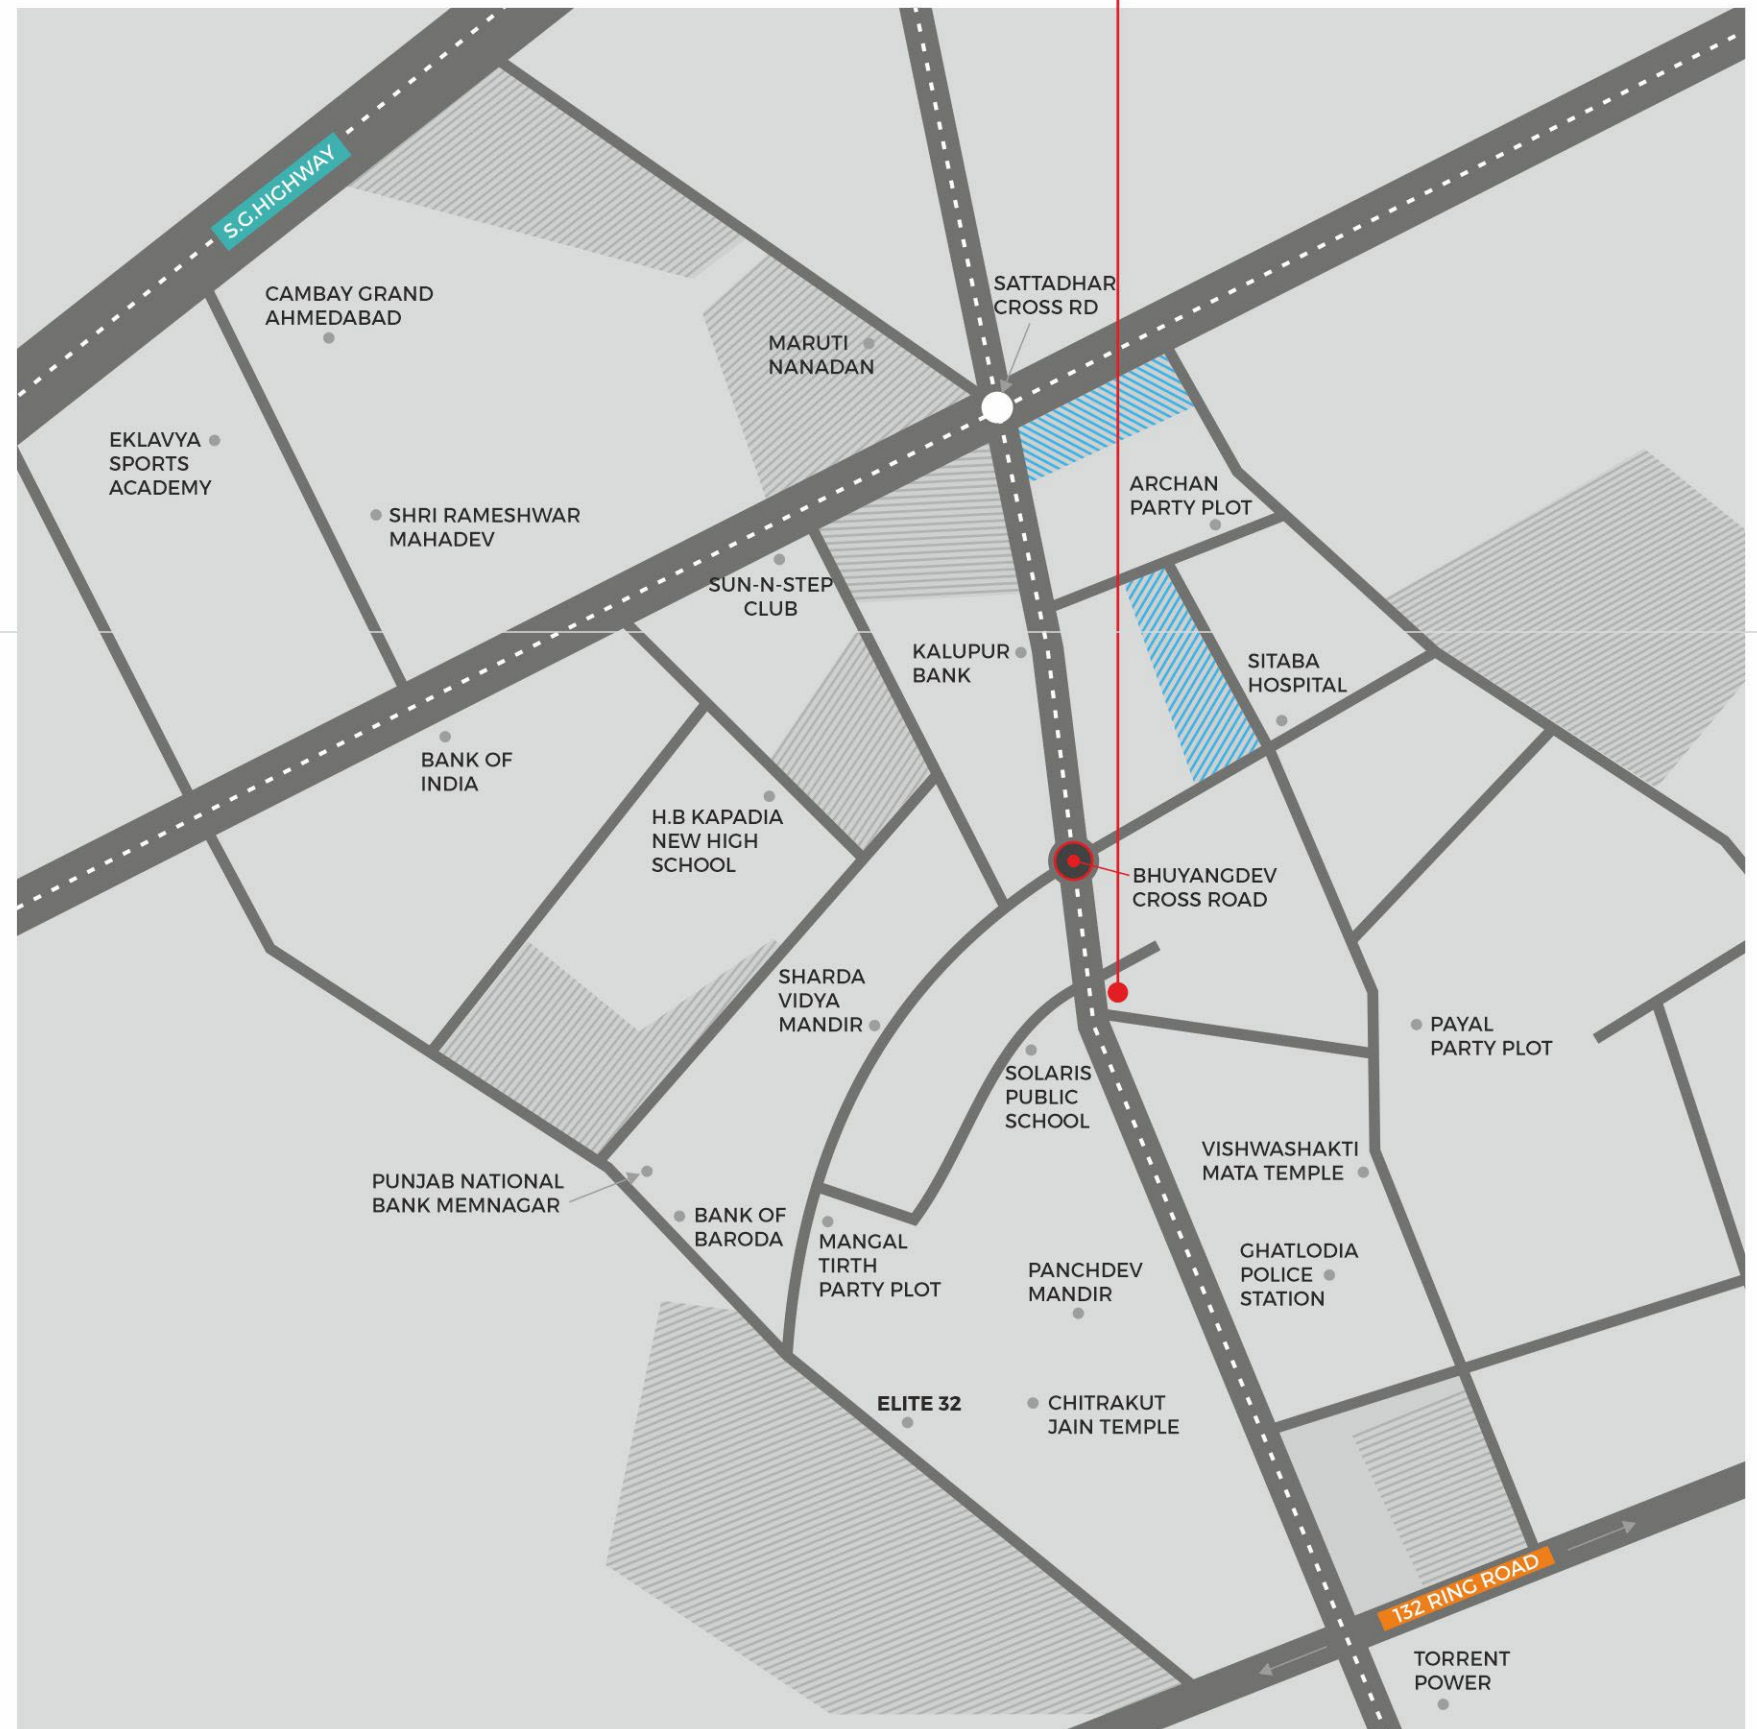 S.G.HIGHWAY
CAMBAY GRAND
AHMEDABAD
SATTADHAR
CROSS RD
MARUTI
NANADAN
EKLAVYA
SPORTS
ACADEMY
SHRI RAMESHWAR
MAHADEV
ARCHAN
PARTY PLOT
SUN-N-STEP
CLUB
KALUPUR
BANK
SITABA
HOSPITAL
BANK OF
INDIA
H.B KAPADIA
NEW HIGH
SCHOOL
BHUYANGDEV
CROSS ROAD
SHARDA
VIDYA
MANDIR
PAYAL
PARTY PLOT
SOLARIS
PUBLIC
SCHOOL
VISHWASHAKTI
MATA TEMPLE
PUNJAB NATIONAL
BANK MEMNAGAR
BANK OF
BARODA
MANGAL
TIRTH
PARTY PLOT
PANCHDEV
MANDIR
GHATLODIA
POLICE
STATION
ELITE 32
CHITRAKUT
JAIN TEMPLE
132 RING ROAD
TORRENT
POWER